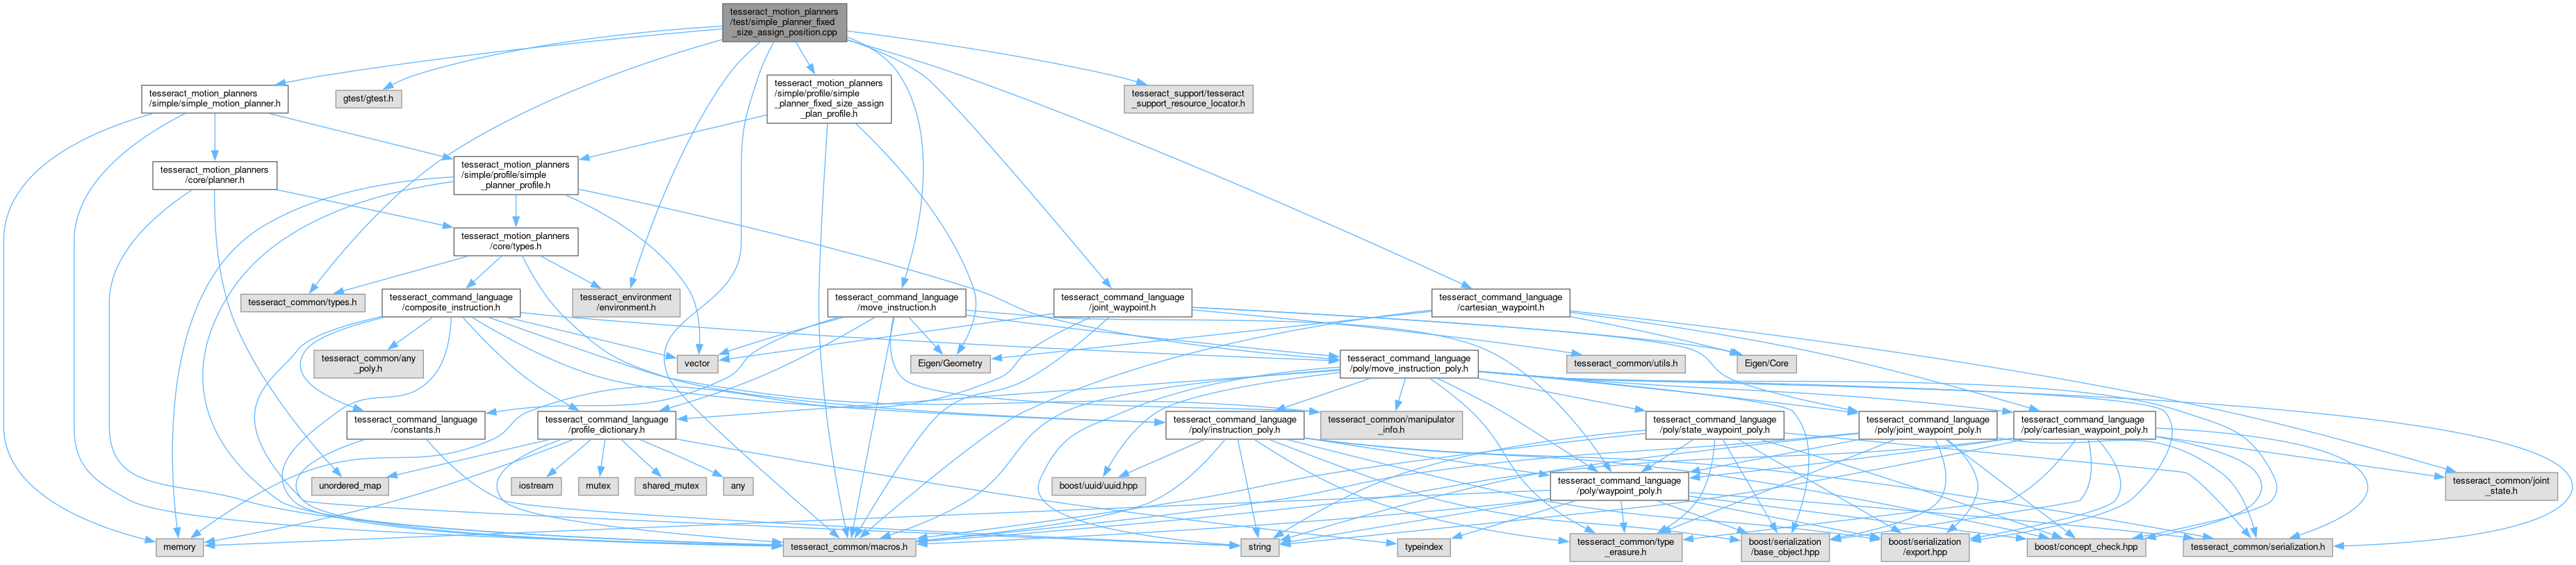 tesseract_motion_planners
/test/simple_planner_fixed
_size_assign_position.cpp
tesseract_motion_planners
/simple/simple_motion_planner.h
gtest/gtest.h
tesseract_motion_planners
/simple/profile/simple
_planner_fixed_size_assign
_plan_profile.h
tesseract_support/tesseract
_support_resource_locator.h
tesseract_motion_planners
/core/planner.h
tesseract_motion_planners
/simple/profile/simple
_planner_profile.h
tesseract_motion_planners
/core/types.h
tesseract_common/types.h
tesseract_command_language
/composite_instruction.h
tesseract_environment
/environment.h
tesseract_command_language
/move_instruction.h
tesseract_command_language
/joint_waypoint.h
tesseract_command_language
/cartesian_waypoint.h
tesseract_common/any
_poly.h
vector
Eigen/Geometry
tesseract_command_language
/poly/move_instruction_poly.h
tesseract_common/utils.h
Eigen/Core
tesseract_command_language
/constants.h
tesseract_command_language
/profile_dictionary.h
tesseract_command_language
/poly/instruction_poly.h
tesseract_common/manipulator
_info.h
tesseract_command_language
/poly/state_waypoint_poly.h
tesseract_command_language
/poly/joint_waypoint_poly.h
tesseract_command_language
/poly/cartesian_waypoint_poly.h
unordered_map
iostream
mutex
shared_mutex
any
boost/uuid/uuid.hpp
tesseract_command_language
/poly/waypoint_poly.h
tesseract_common/joint
_state.h
memory
tesseract_common/macros.h
string
typeindex
tesseract_common/type
_erasure.h
boost/serialization
/base_object.hpp
boost/serialization
/export.hpp
boost/concept_check.hpp
tesseract_common/serialization.h